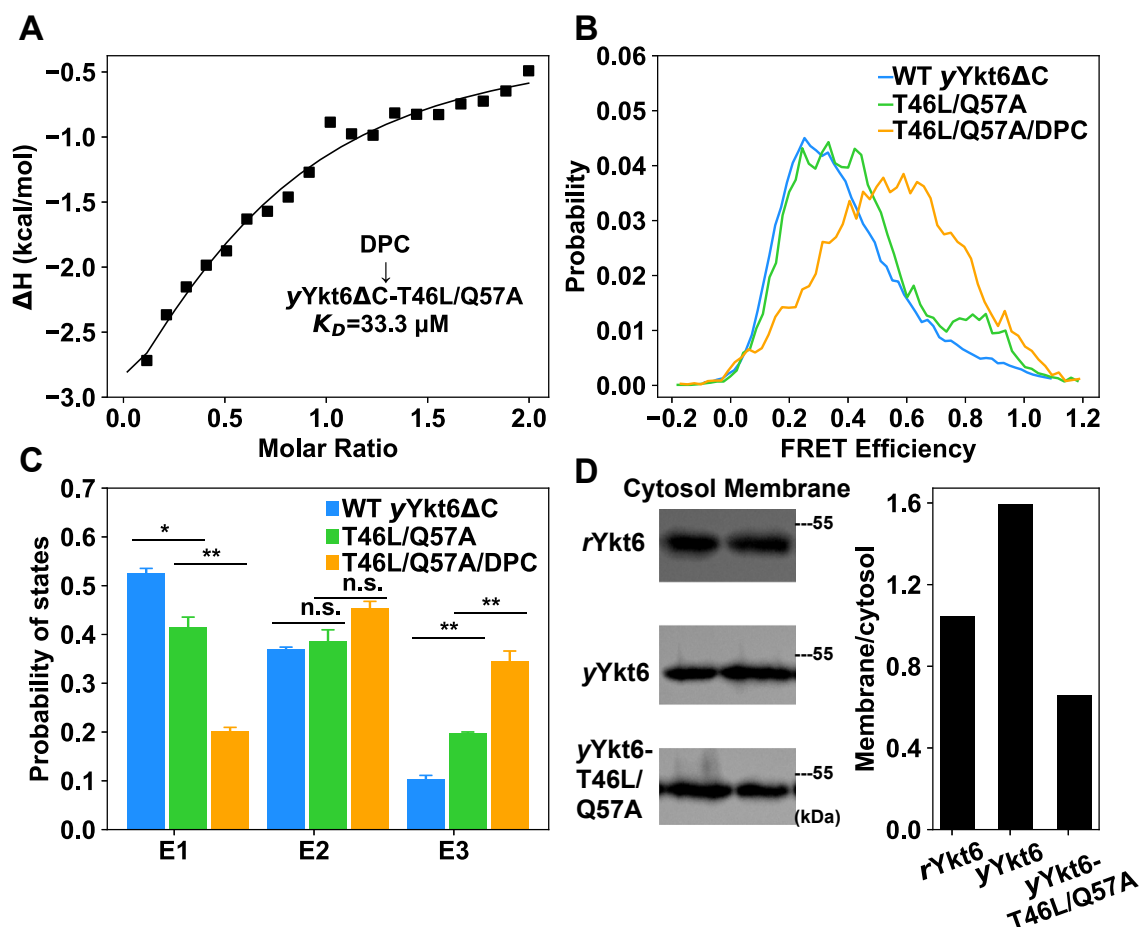 A
ΔH (kcal/mol)
−0.5
−1.0
−1.5
−2.0
−2.5
−3.0
DPC
↓
yYkt6ΔC-T46L/Q57A
K_D=33.3 μM
0.0 0.5 1.0 1.5 2.0
Molar Ratio
B
Probability
0.06
0.05
0.04
0.03
0.02
0.01
0.00
WT yYkt6ΔC
T46L/Q57A
T46L/Q57A/DPC
−0.2 0.0 0.2 0.4 0.6 0.8 1.0 1.2
FRET Efficiency
C
Probability of states
0.7
0.6
0.5
0.4
0.3
0.2
0.1
0.0
WT yYkt6ΔC
T46L/Q57A
T46L/Q57A/DPC
*
**
n.s.
n.s.
**
**
E1 E2 E3
D
Cytosol Membrane
rYkt6
---55
yYkt6
---55
yYkt6-
T46L/
Q57A
---55
(kDa)
Membrane/cytosol
1.6
1.2
0.8
0.4
0.0
rYkt6
yYkt6
yYkt6-
T46L/Q57A